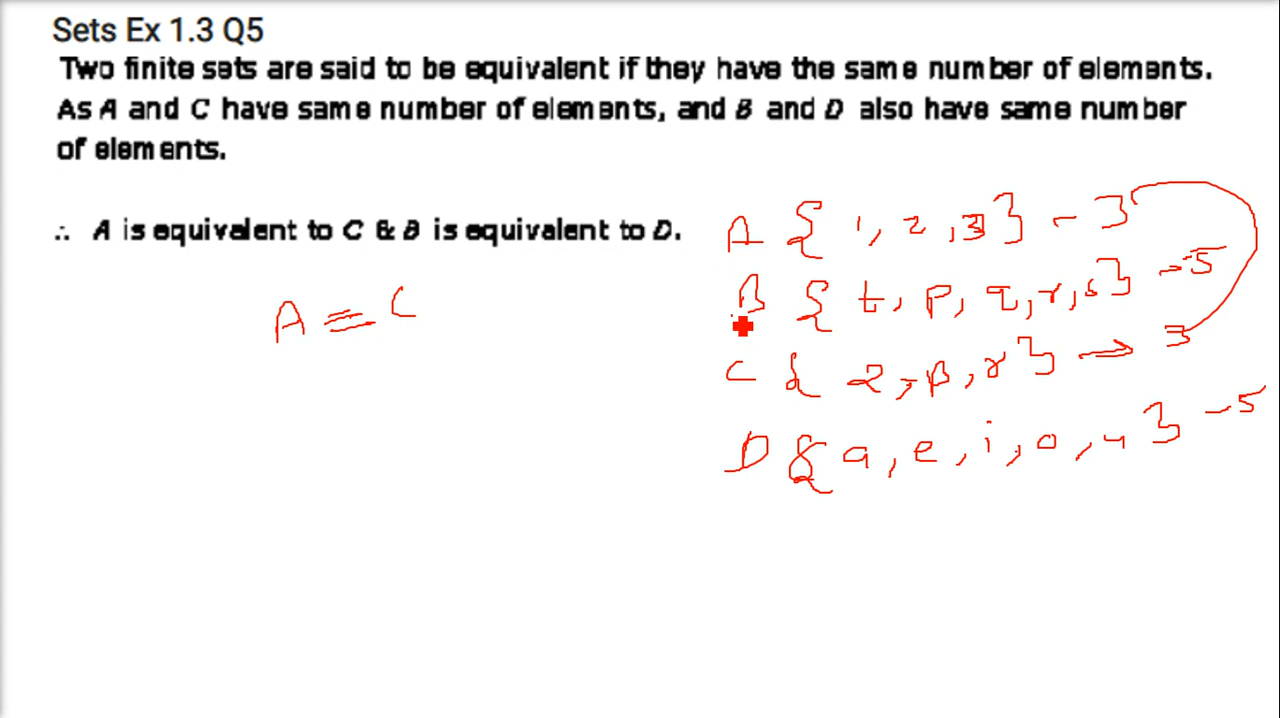 Sets Ex 1.3 Q5
Two finite sets are said to be equivalent if they have the same number of elements.
As A and C have same number of elements, and B and D also have same number
of elements.
∴ A is equivalent to C & B is equivalent to D.
A { 1, 2, 3 } - 3
B { t, p, q, r, s } - 5
A ≡ C
C { α, β, γ } → 3
D { a, e, i, o, u } - 5